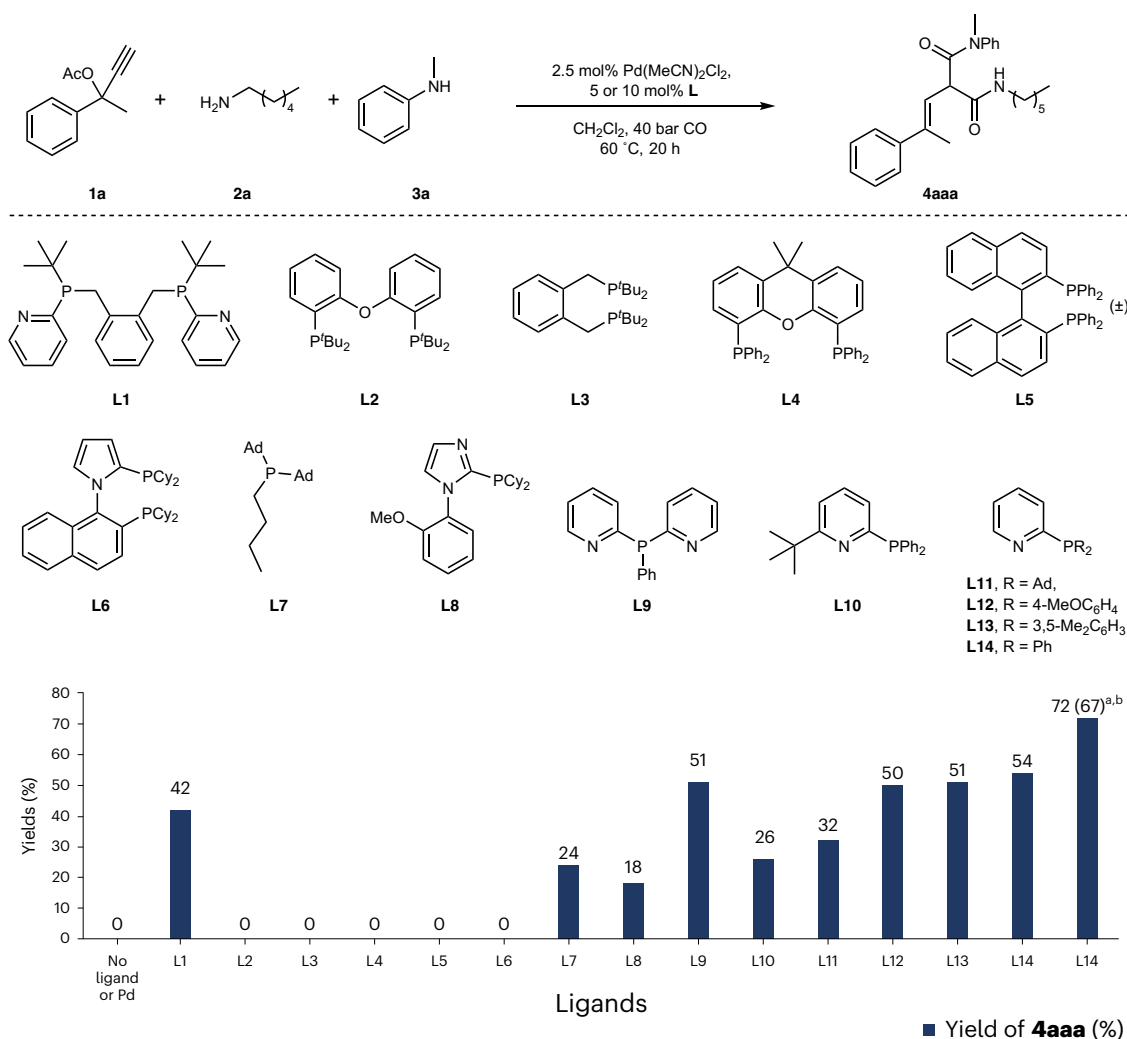 AcO
+
H2N
4
+
NH
2.5 mol% Pd(MeCN)2Cl2,
5 or 10 mol% L
CH2Cl2, 40 bar CO
60 ˚C, 20 h
O
NPh
H
N
5
O
1a
2a
3a
4aaa
P
P
N
N
L1
O
PtBu2
PtBu2
L2
PtBu2
PtBu2
L3
O
PPh2
PPh2
L4
PPh2
PPh2
(±)
L5
N
PCy2
PCy2
L6
Ad
P
Ad
L7
N
N
PCy2
MeO
L8
N
P
N
Ph
L9
N
PPh2
L10
N
PR2
L11, R = Ad,
L12, R = 4-MeOC6H4
L13, R = 3,5-Me2C6H3
L14, R = Ph
Yields (%)
80
70
60
50
40
30
20
10
0
0
42
0
0
0
0
0
24
18
51
26
32
50
51
54
72 (67)a,b
No
ligand
or Pd
L1
L2
L3
L4
L5
L6
L7
L8
L9
L10
L11
L12
L13
L14
L14
Ligands
Yield of 4aaa (%)